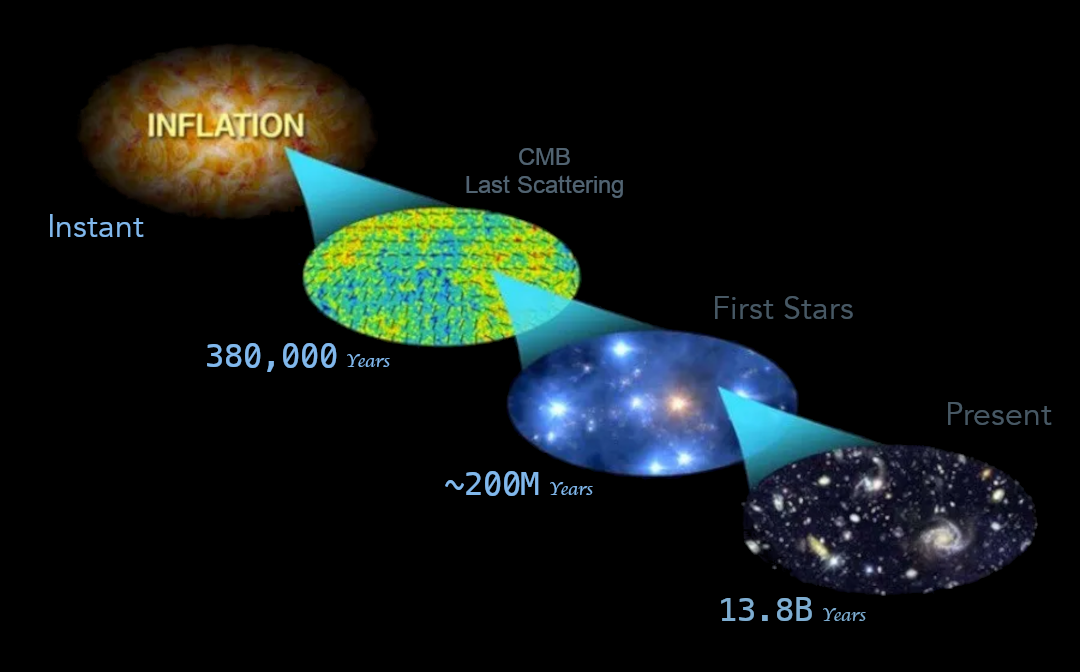 INFLATION
Instant
CMB
Last Scattering
380,000 Years
First Stars
~200M Years
Present
13.8B Years